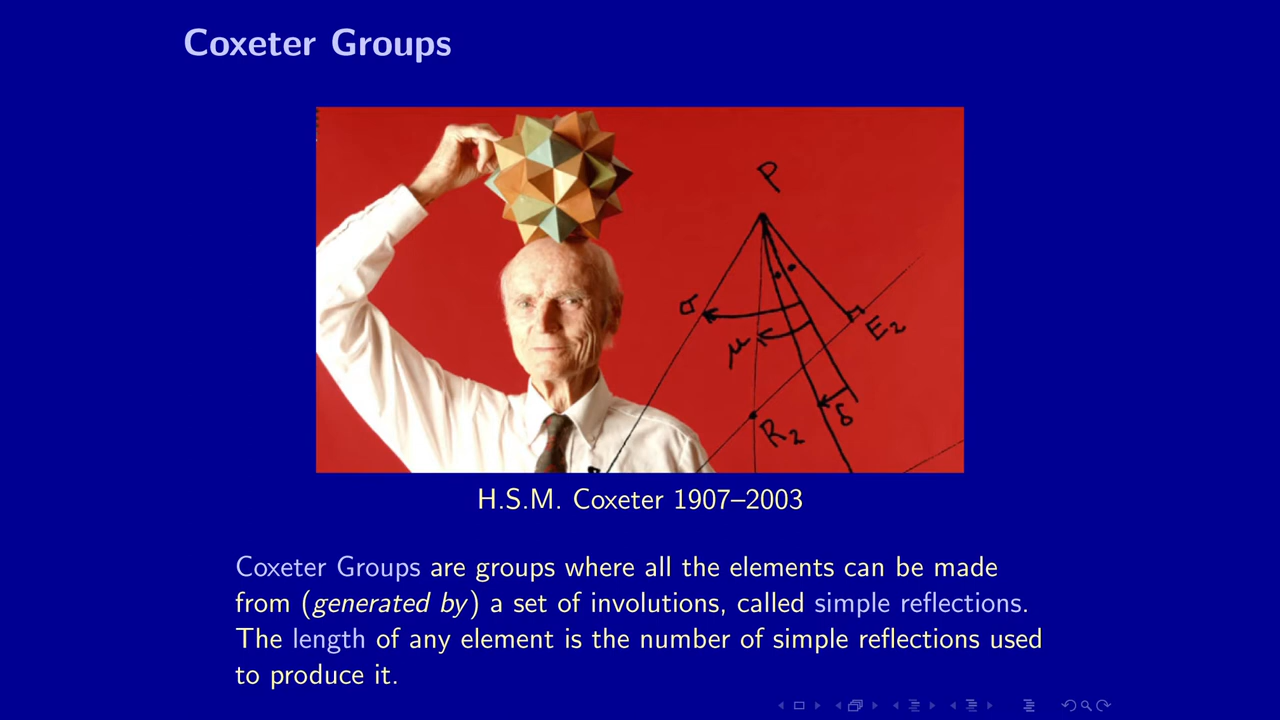 Coxeter Groups
P
σ
μ
E₂
δ
R₂
H.S.M. Coxeter 1907–2003
Coxeter Groups are groups where all the elements can be made
from (generated by) a set of involutions, called simple reflections.
The length of any element is the number of simple reflections used
to produce it.